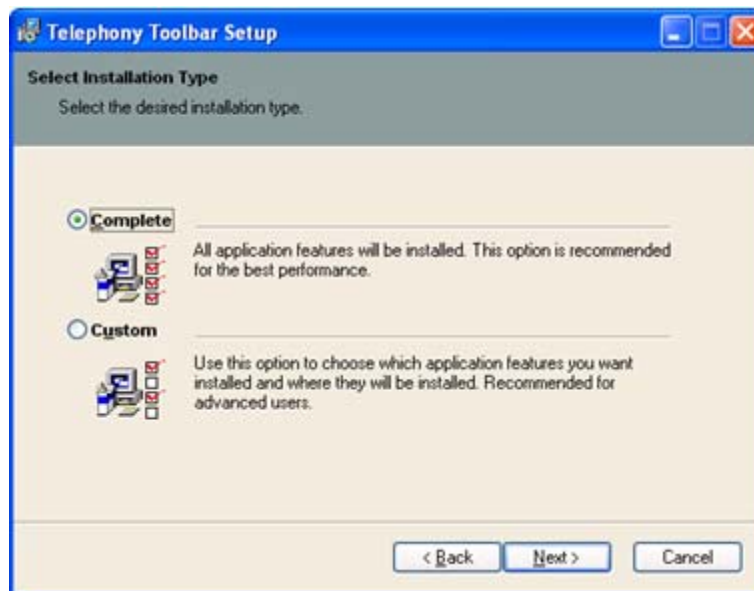 Telephony Toolbar Setup
Select Installation Type
Select the desired installation type.
Complete
All application features will be installed. This option is recommended
for the best performance.
Custom
Use this option to choose which application features you want
installed and where they will be installed. Recommended for
advanced users.
< Back
Next >
Cancel